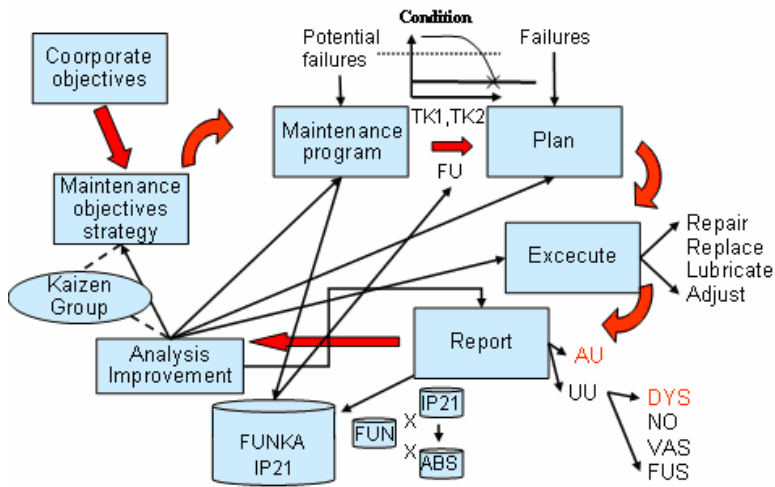 Condition
Potential
failures
Failures
Coorporate
objectives
TK1,TK2
Maintenance
program
Plan
FU
Maintenance
objectives
strategy
Excecute
Repair
Replace
Lubricate
Adjust
Kaizen
Group
Analysis
Improvement
Report
AU
UU
DYS
NO
VAS
FUS
IP21
X
FUN
X
ABS
FUNKA
IP21